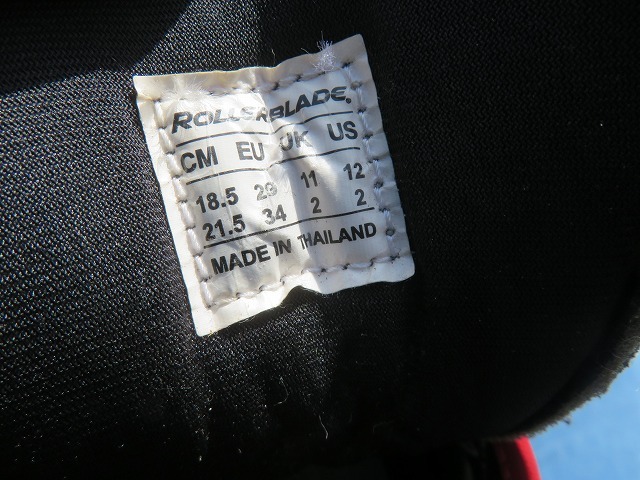 ROLLERBLADE®
CM EU UK US
18.5 29 11 12
21.5 34 2 2
MADE IN THAILAND